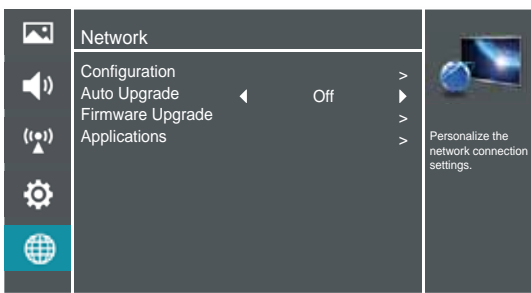 Network
Configuration >
Auto Upgrade Off
Firmware Upgrade >
Applications >
Personalize the
network connection
settings.